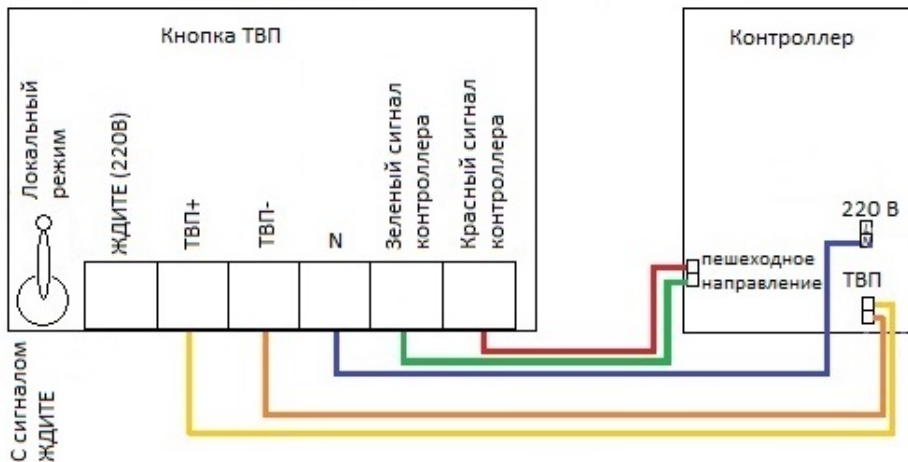 Кнопка ТВП
Контроллер
Локальный
режим
ЖДИТЕ (220В)
ТВП+
ТВП-
N
Зеленый сигнал
контроллера
Красный сигнал
контроллера
220 В
N
пешеходное
направление
ТВП
С сигналом
ЖДИТЕ